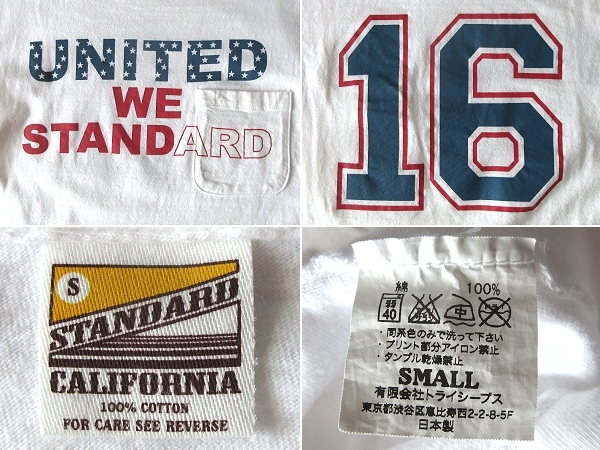 UNITED
WE
STANDARD
16
S
STANDARD
CALIFORNIA
100% COTTON
FOR CARE SEE REVERSE
綿 100%
40 中
・同系色のみで洗って下さい
・プリント部分アイロン禁止
・タンブル乾燥禁止
SMALL
有限会社トライシープス
東京都渋谷区恵比寿西2-2-8-5F
日本製